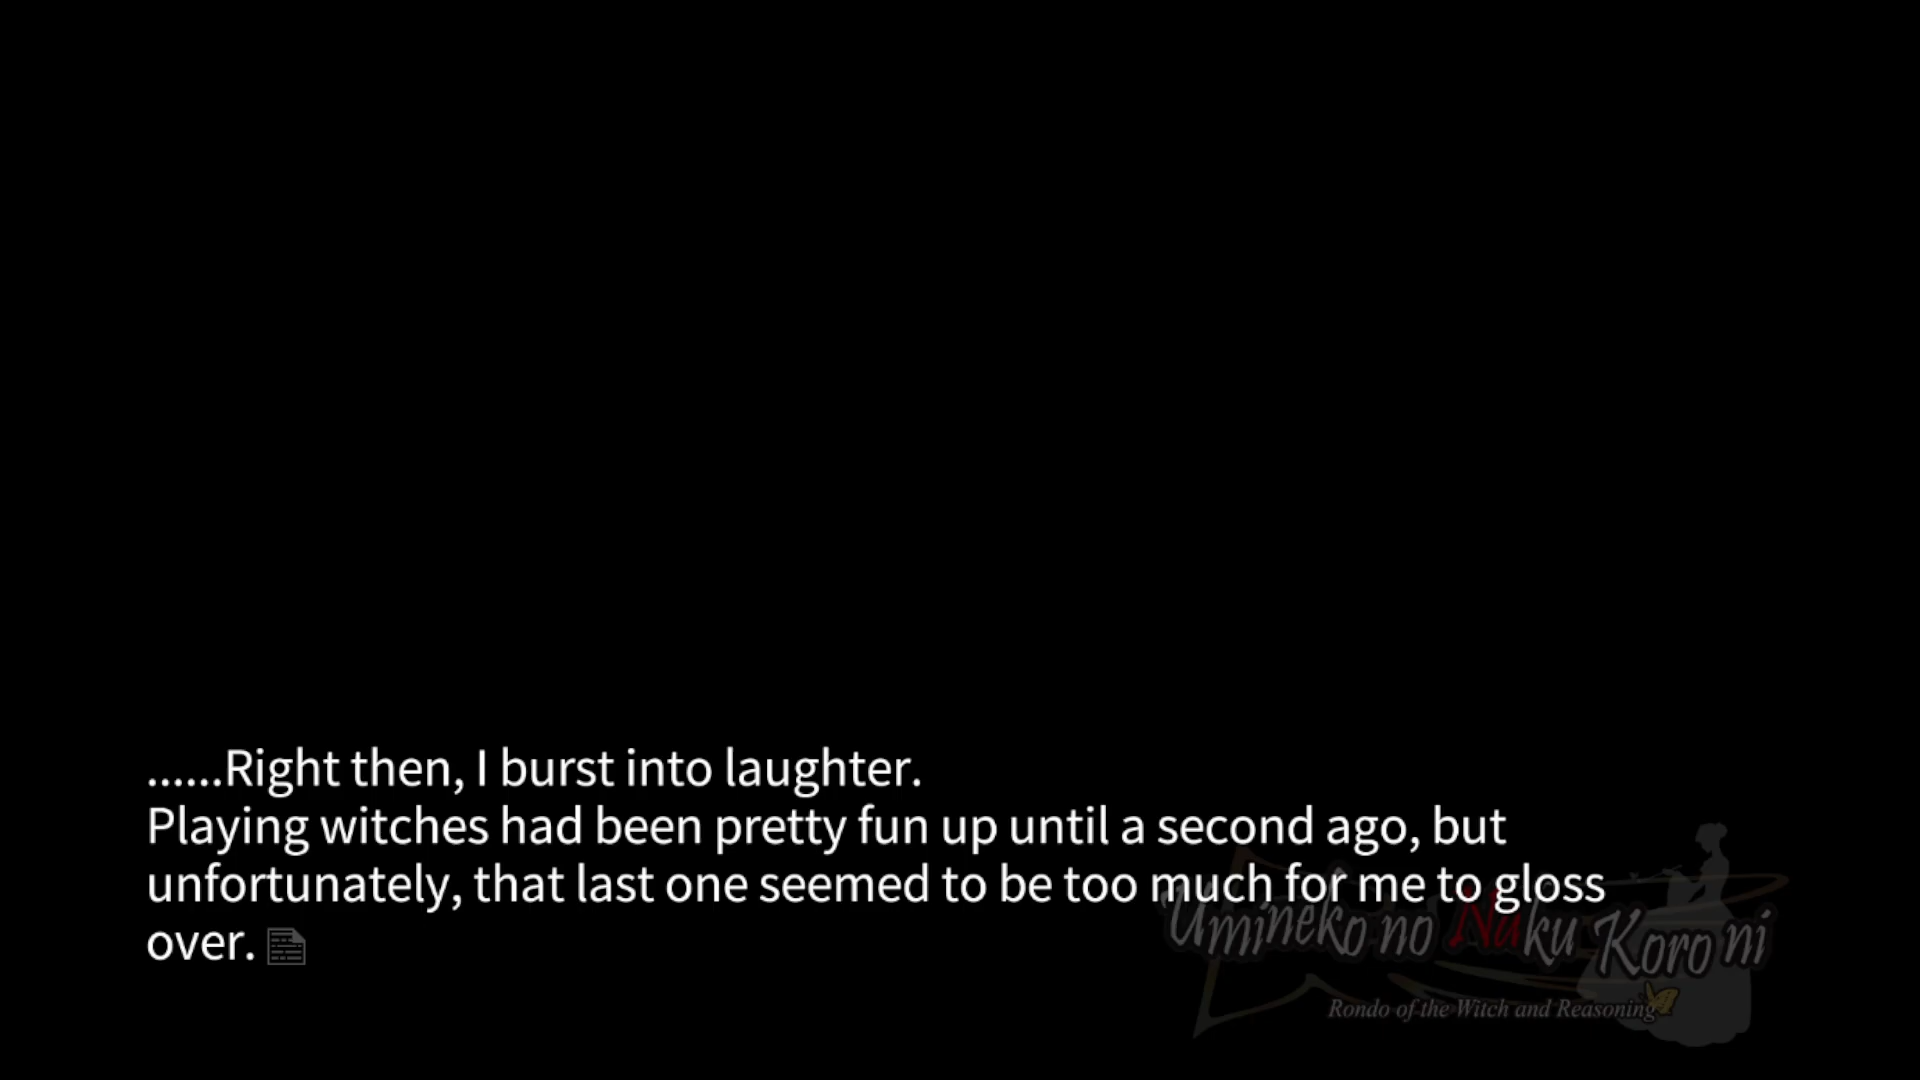 ......Right then, I burst into laughter.
Playing witches had been pretty fun up until a second ago, but
unfortunately, that last one seemed to be too much for me to gloss
over.
Umineko no Naku Koro ni
Rondo of the Witch and Reasoning